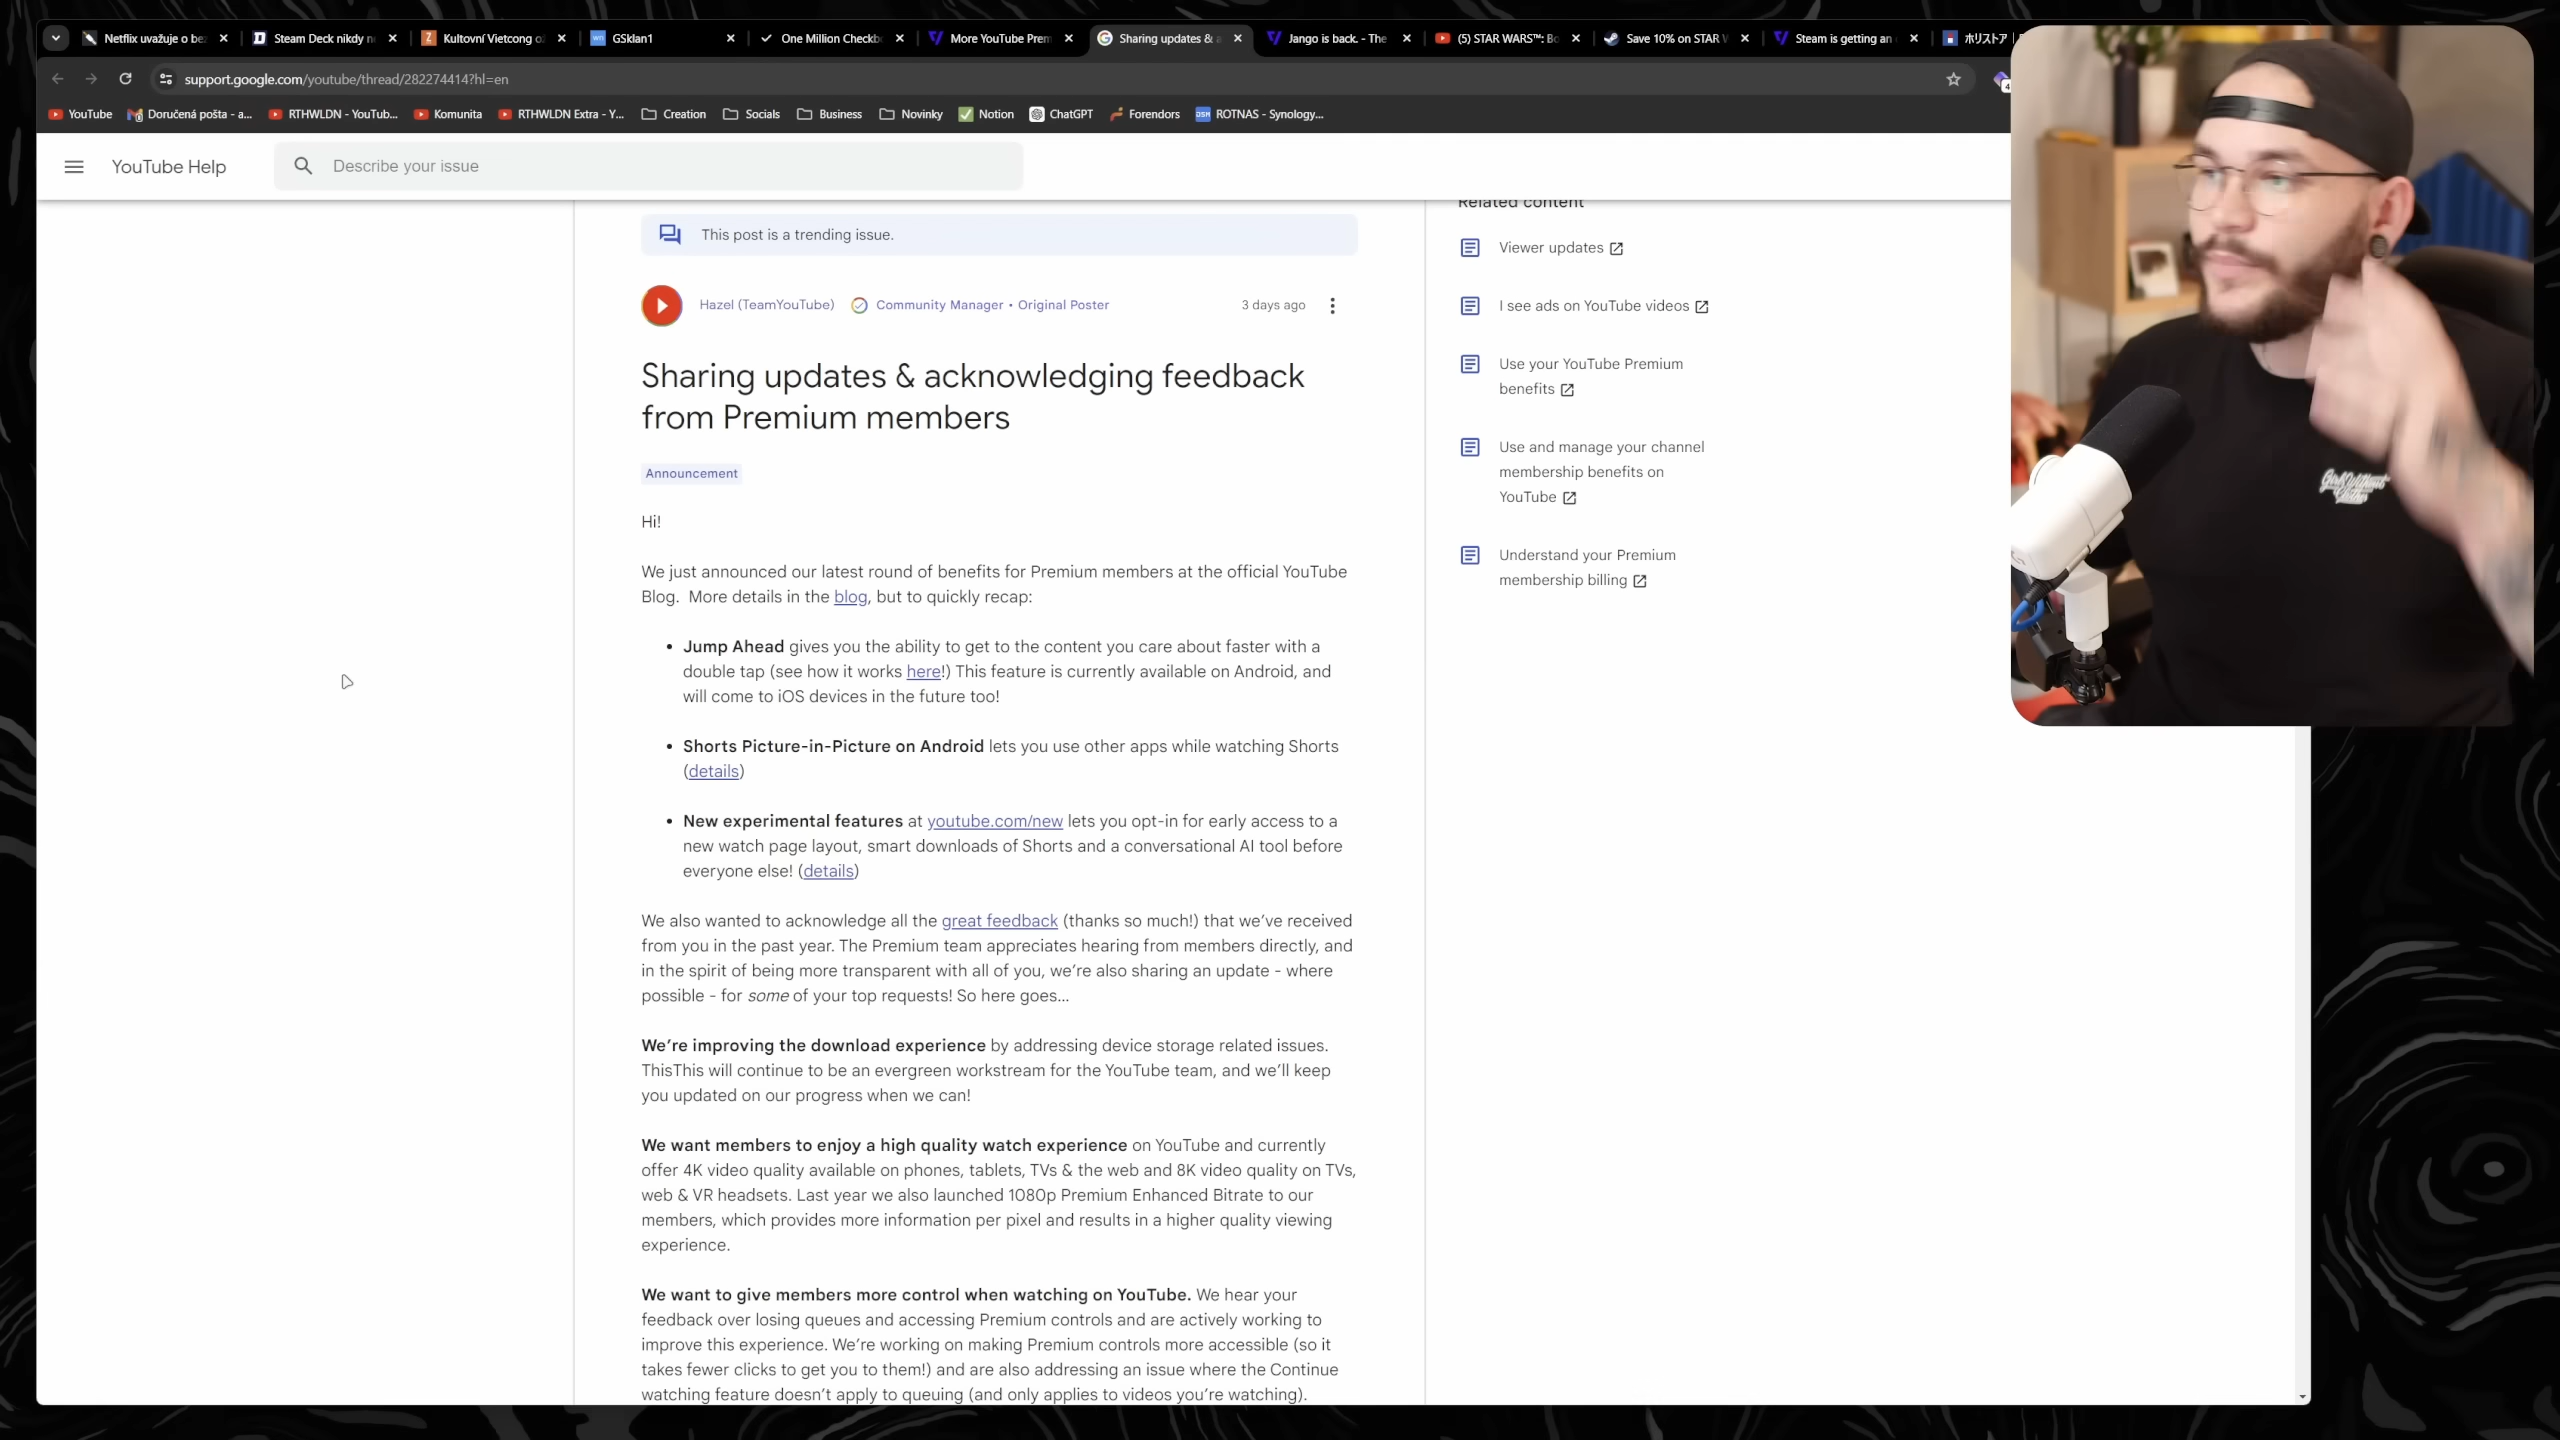 Netflix uvažuje o be
Steam Deck nikdy n
Kultovní Vietcong o
GSklan1
One Million Checkb
More YouTube Prem
Sharing updates & a
Jango is back. - The
(5) STAR WARS™: Bo
Save 10% on STAR
Steam is getting an
ホリストア
support.google.com/youtube/thread/282274414?hl=en
YouTube
Doručená pošta - a...
RTHWLDN - YouTub...
Komunita
RTHWLDN Extra - Y...
Creation
Socials
Business
Novinky
Notion
ChatGPT
Forendors
ROTNAS - Synology...
YouTube Help
Describe your issue
This post is a trending issue.
Hazel (TeamYouTube)
Community Manager • Original Poster
3 days ago
Sharing updates & acknowledging feedback
from Premium members
Announcement
Hi!
We just announced our latest round of benefits for Premium members at the official YouTube
Blog. More details in the blog, but to quickly recap:
• Jump Ahead gives you the ability to get to the content you care about faster with a
double tap (see how it works here!) This feature is currently available on Android, and
will come to iOS devices in the future too!
• Shorts Picture-in-Picture on Android lets you use other apps while watching Shorts
(details)
• New experimental features at youtube.com/new lets you opt-in for early access to a
new watch page layout, smart downloads of Shorts and a conversational AI tool before
everyone else! (details)
We also wanted to acknowledge all the great feedback (thanks so much!) that we've received
from you in the past year. The Premium team appreciates hearing from members directly, and
in the spirit of being more transparent with all of you, we're also sharing an update - where
possible - for some of your top requests! So here goes...
We're improving the download experience by addressing device storage related issues.
ThisThis will continue to be an evergreen workstream for the YouTube team, and we'll keep
you updated on our progress when we can!
We want members to enjoy a high quality watch experience on YouTube and currently
offer 4K video quality available on phones, tablets, TVs & the web and 8K video quality on TVs,
web & VR headsets. Last year we also launched 1080p Premium Enhanced Bitrate to our
members, which provides more information per pixel and results in a higher quality viewing
experience.
We want to give members more control when watching on YouTube. We hear your
feedback over losing queues and accessing Premium controls and are actively working to
improve this experience. We're working on making Premium controls more accessible (so it
takes fewer clicks to get you to them!) and are also addressing an issue where the Continue
watching feature doesn't apply to queuing (and only applies to videos you're watching).
Related content
Viewer updates
I see ads on YouTube videos
Use your YouTube Premium
benefits
Use and manage your channel
membership benefits on
YouTube
Understand your Premium
membership billing